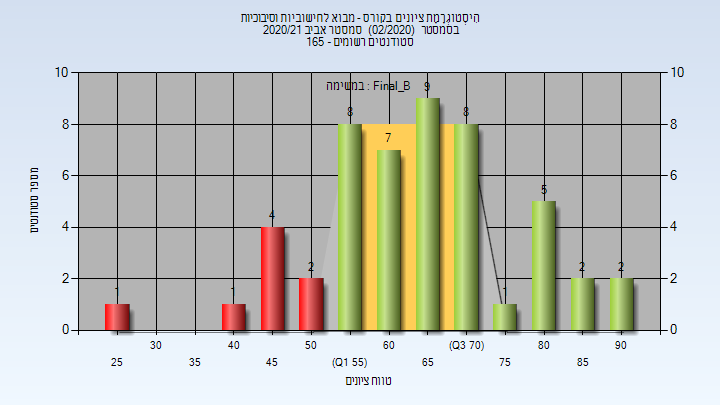 הִיסְטוֹגְרָמַת ציונים בקורס - מבוא לחישוביות וסיבוכיות
בסמסטר (02/2020) סמסטר אביב 2020/21
סטודנטים רשומים - 165
במשימה : Final_B
מספר סטודנטים
10 10
8 8
6 6
4 4
2 2
0 0
1 1 4 2 8 7 9 8 1 5 2 2
30 40 50 60 (Q3 70) 80 90
25 35 45 (Q1 55) 65 75 85
טווח ציונים